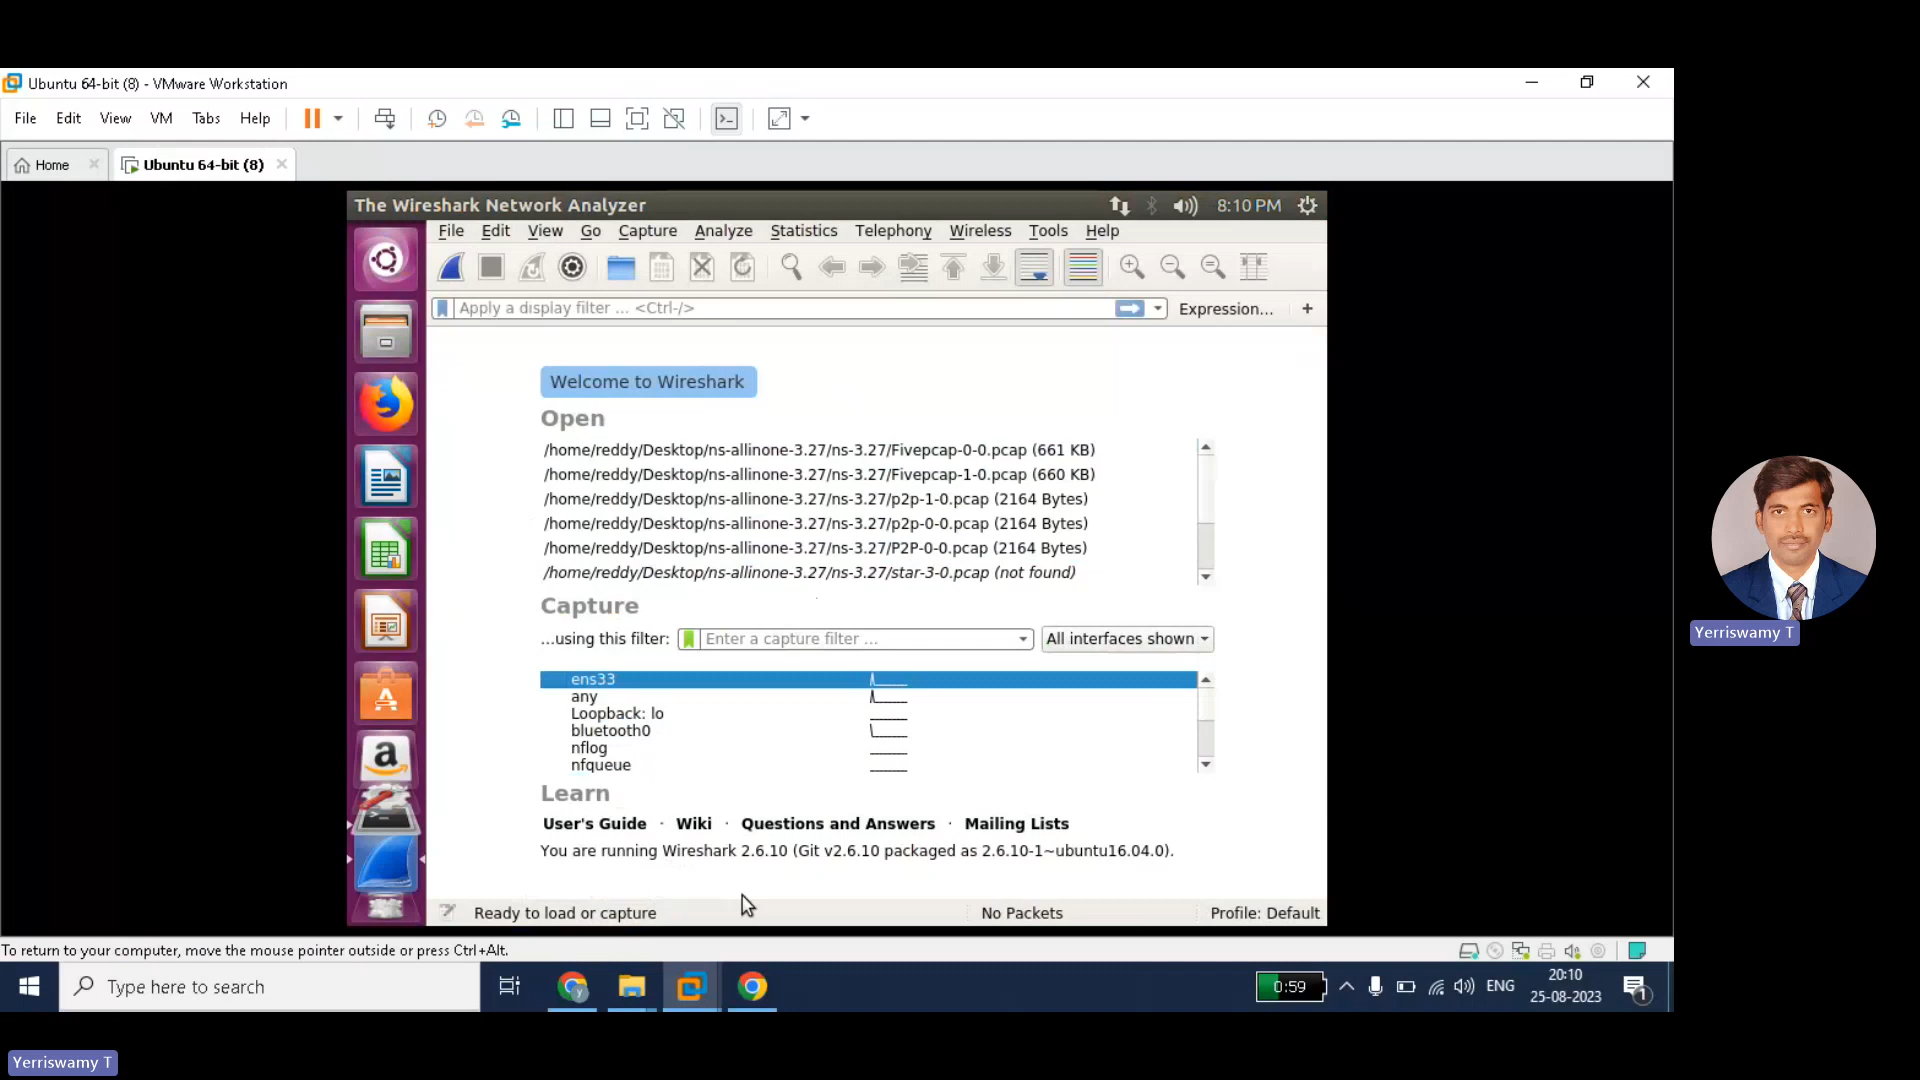 Ubuntu 64-bit (8) - VMware Workstation
File Edit View VM Tabs Help
Home Ubuntu 64-bit (8)
The Wireshark Network Analyzer 8:10 PM
File Edit View Go Capture Analyze Statistics Telephony Wireless Tools Help
Apply a display filter ... <Ctrl-/> Expression... +
Welcome to Wireshark
Open
/home/reddy/Desktop/ns-allinone-3.27/ns-3.27/Fivepcap-0-0.pcap (661 KB)
/home/reddy/Desktop/ns-allinone-3.27/ns-3.27/Fivepcap-1-0.pcap (660 KB)
/home/reddy/Desktop/ns-allinone-3.27/ns-3.27/p2p-1-0.pcap (2164 Bytes)
/home/reddy/Desktop/ns-allinone-3.27/ns-3.27/p2p-0-0.pcap (2164 Bytes)
/home/reddy/Desktop/ns-allinone-3.27/ns-3.27/P2P-0-0.pcap (2164 Bytes)
/home/reddy/Desktop/ns-allinone-3.27/ns-3.27/star-3-0.pcap (not found)
Capture
...using this filter: Enter a capture filter ... All interfaces shown
ens33
any
Loopback: lo
bluetooth0
nflog
nfqueue
Learn
User's Guide · Wiki · Questions and Answers · Mailing Lists
You are running Wireshark 2.6.10 (Git v2.6.10 packaged as 2.6.10-1~ubuntu16.04.0).
Ready to load or capture No Packets Profile: Default
To return to your computer, move the mouse pointer outside or press Ctrl+Alt.
Type here to search 0:59 ENG 20:10
25-08-2023 1
Yerriswamy T
Yerriswamy T